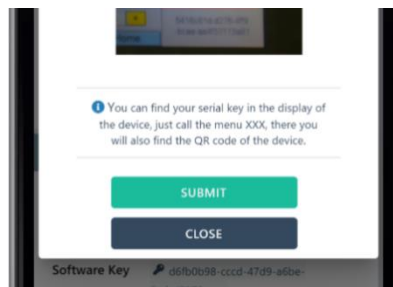 Home
You can find your serial key in the display of
the device, just call the menu XXX, there you
will also find the QR code of the device.
SUBMIT
CLOSE
Software Key d6fb0b98-cccd-47d9-a6be-